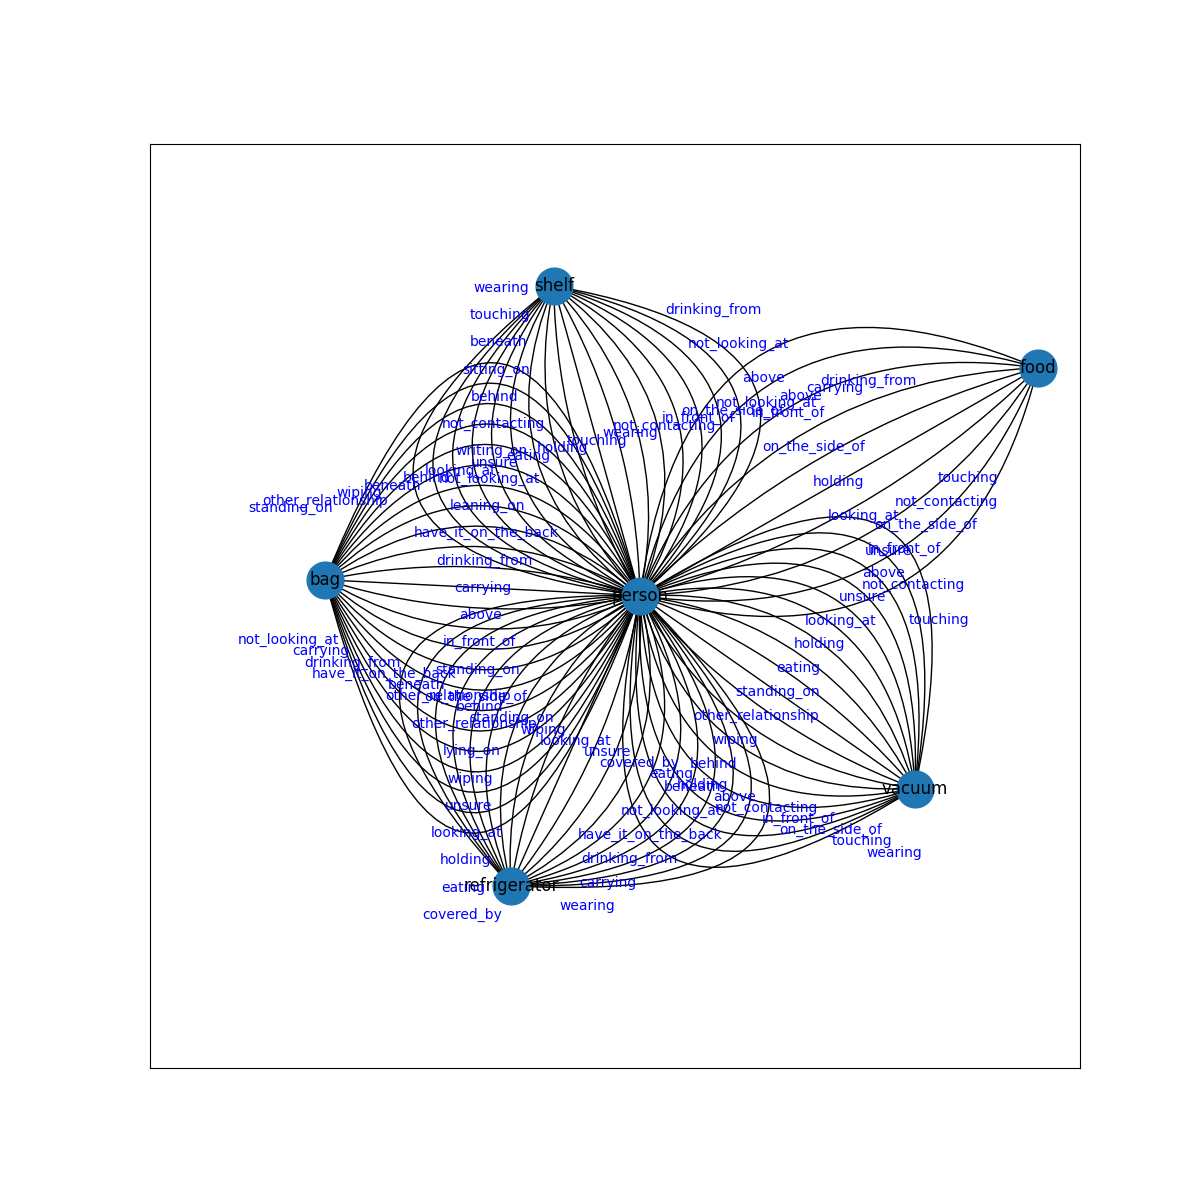 wearing
shelf
drinking_from
touching
beneath
not_looking_at
sitting_on
food
above
drinking_from
carrying
behind
above
not_looking_at
on_the_side_of
in_front_of
in_front_of
not_contacting
not_contacting
wearing
touching
holding
on_the_side_of
writing_on
eating
unsure
looking_at
behind
not_looking_at
touching
holding
beneath
wiping
other_relationship
standing_on
not_contacting
leaning_on
looking_at
on_the_side_of
have_it_on_the_back
in_front_of
unsure
drinking_from
above
bag
not_contacting
carrying
person
unsure
above
touching
looking_at
not_looking_at
in_front_of
holding
carrying
drinking_from
eating
standing_on
have_it_on_the_back
beneath
standing_on
other_relationship
on_the_side_of
behind
other_relationship
standing_on
other_relationship
wiping
looking_at
wiping
lying_on
unsure
covered_by
behind
eating
wiping
beneath
holding
vacuum
above
unsure
not_looking_at
not_contacting
in_front_of
looking_at
have_it_on_the_back
on_the_side_of
touching
holding
drinking_from
wearing
eating
refrigerator
carrying
wearing
covered_by